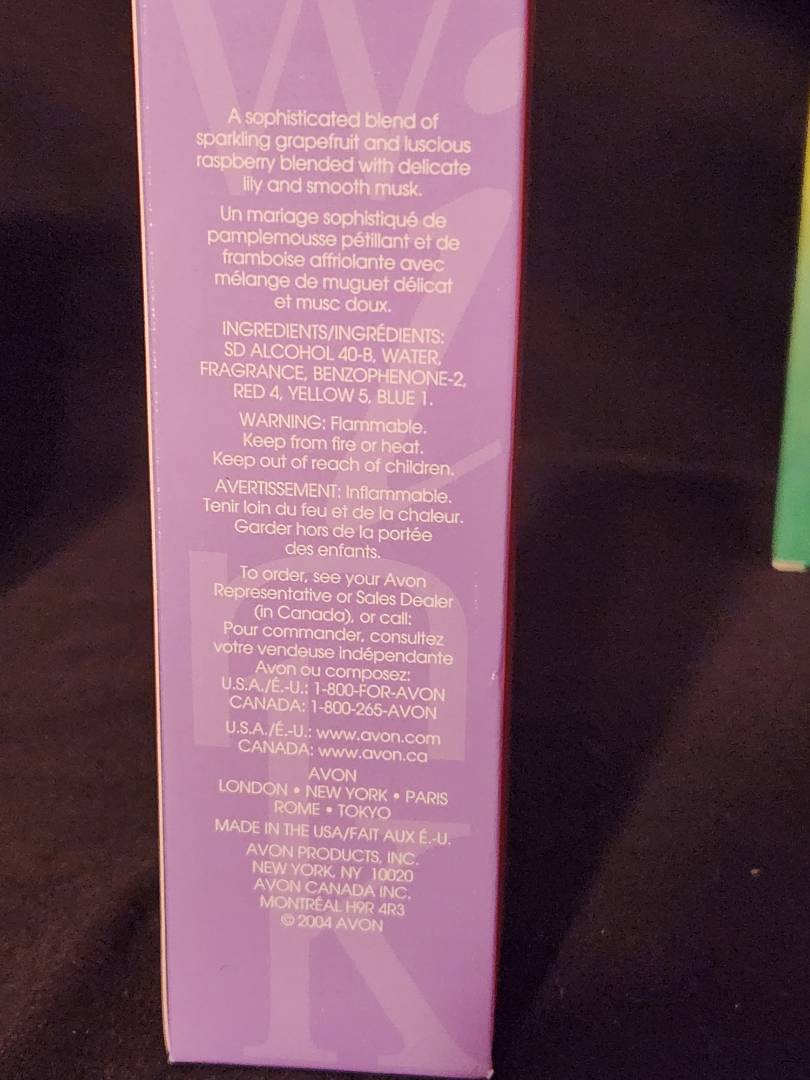 Wink
A sophisticated blend of
sparkling grapefruit and luscious
raspberry blended with delicate
lily and smooth musk.
Un mariage sophistiqué de
pamplemousse pétillant et de
framboise affriolante avec
mélange de muguet délicat
et musc doux.
INGREDIENTS/INGRÉDIENTS:
SD ALCOHOL 40-B, WATER,
FRAGRANCE, BENZOPHENONE-2,
RED 4, YELLOW 5, BLUE 1.
WARNING: Flammable.
Keep from fire or heat.
Keep out of reach of children.
AVERTISSEMENT: Inflammable.
Tenir loin du feu et de la chaleur.
Garder hors de la portée
des enfants.
To order, see your Avon
Representative or Sales Dealer
(in Canada), or call:
Pour commander, consultez
votre vendeuse indépendante
Avon ou composez:
U.S.A./É.-U.: 1-800-FOR-AVON
CANADA: 1-800-265-AVON
U.S.A./É.-U.: www.avon.com
CANADA: www.avon.ca
AVON
LONDON • NEW YORK • PARIS
ROME • TOKYO
MADE IN THE USA/FAIT AUX É.-U.
AVON PRODUCTS, INC.
NEW YORK, NY 10020
AVON CANADA INC.
MONTRÉAL H9R 4R3
© 2004 AVON